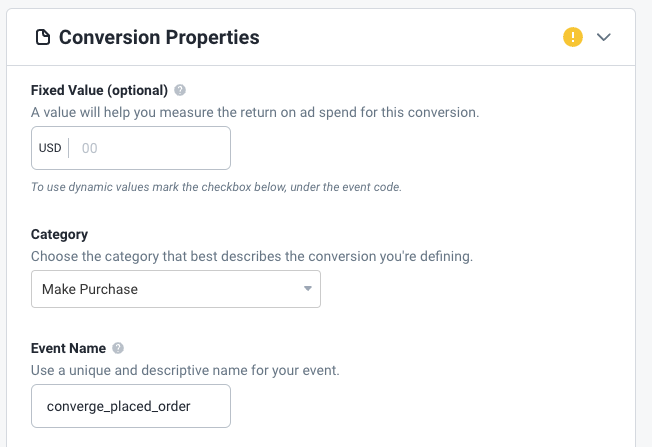 Conversion Properties
Fixed Value (optional)
A value will help you measure the return on ad spend for this conversion.
USD 00
To use dynamic values mark the checkbox below, under the event code.
Category
Choose the category that best describes the conversion you're defining.
Make Purchase
Event Name
Use a unique and descriptive name for your event.
converge_placed_order